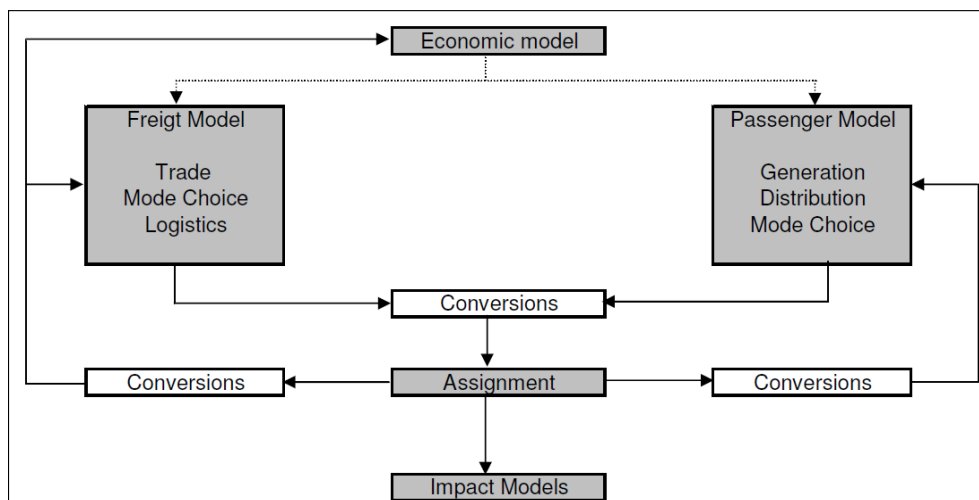 Economic model
Freigt Model
Trade
Mode Choice
Logistics
Passenger Model
Generation
Distribution
Mode Choice
Conversions
Conversions
Assignment
Conversions
Impact Models